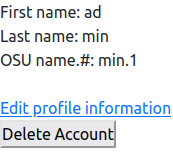 First name: ad
Last name: min
OSU name.#: min.1
Edit profile information
Delete Account